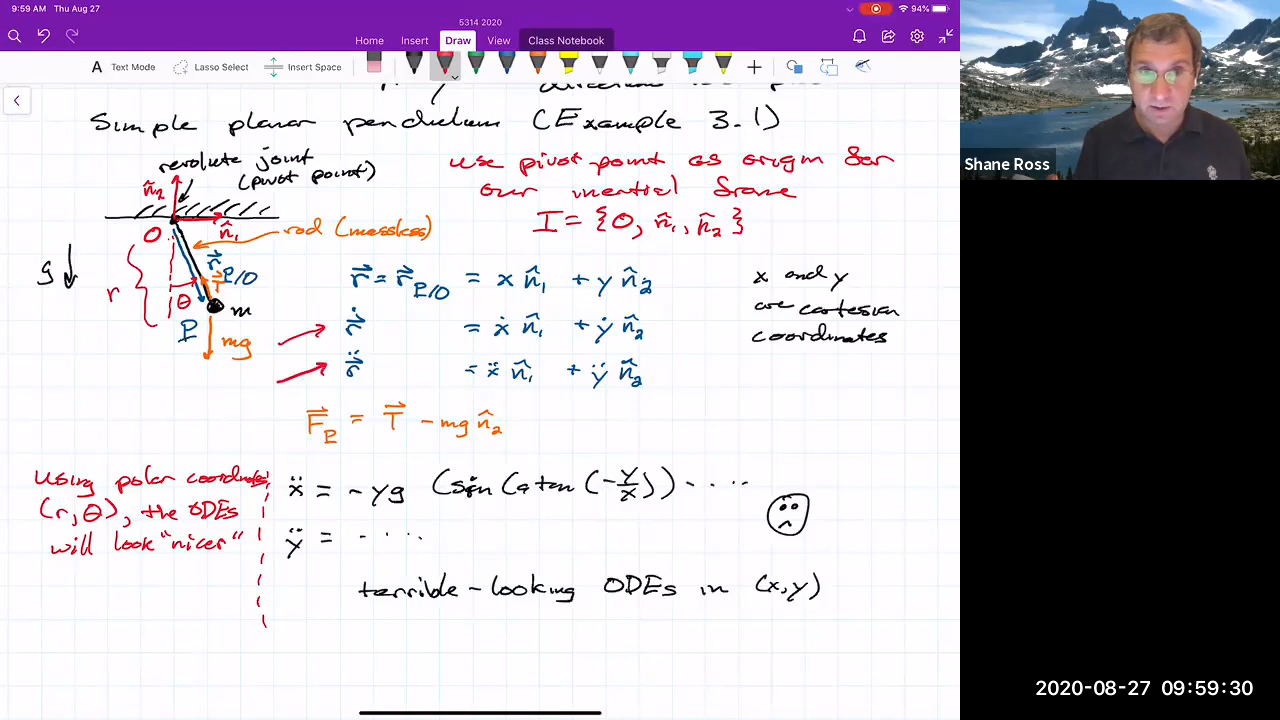 9:59 AM Thu Aug 27
94%
5314 2020
Home Insert Draw View Class Notebook
Text Mode Lasso Select Insert Space
Simple planar pendulum (Example 3.1)
revolute joint
(pivot point)
use pivot point as origin for
our inertial frame
I = {O, n̂₁, n̂₂}
n̂₂
n̂₁
O
rod (massless)
g
r
θ
r⃗ P/O
T⃗
m
P
mg
r⃗ = r⃗ P/O = x n̂₁ + y n̂₂
r⃗̇ = ẋ n̂₁ + ẏ n̂₂
r⃗̈ = ẍ n̂₁ + ÿ n̂₂
x and y
are cartesian
coordinates
F⃗_P = T⃗ - mg n̂₂
using polar coordinates,
(r, θ), the ODEs
will look "nicer"
ẍ = - yg (sin(atan(-y/x)) ....
ÿ = ....
terrible-looking ODEs in (x,y)
Shane Ross
2020-08-27 09:59:30